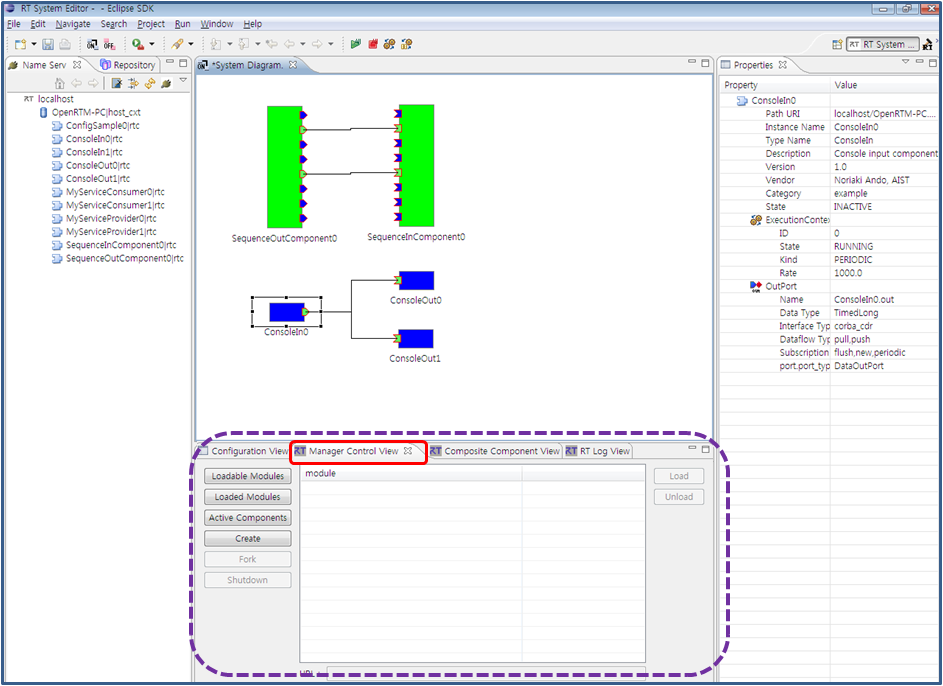 RT System Editor - - Eclipse SDK
File Edit Navigate Search Project Run Window Help
ON OFF
RT System ...
Name Serv
Repository
RT localhost
OpenRTM-PC|host_cxt
ConfigSample0|rtc
ConsoleIn0|rtc
ConsoleIn1|rtc
ConsoleOut0|rtc
ConsoleOut1|rtc
MyServiceConsumer0|rtc
MyServiceConsumer1|rtc
MyServiceProvider0|rtc
MyServiceProvider1|rtc
SequenceInComponent0|rtc
SequenceOutComponent0|rtc
*System Diagram.
SequenceOutComponent0
SequenceInComponent0
ConsoleIn0
ConsoleOut0
ConsoleOut1
Configuration View
RT Manager Control View
RT Composite Component View
RT RT Log View
Loadable Modules
Loaded Modules
Active Components
Create
Fork
Shutdown
module
Load
Unload
URL :
Properties
Property Value
ConsoleIn0
Path URI localhost/OpenRTM-PC....
Instance Name ConsoleIn0
Type Name ConsoleIn
Description Console input component
Version 1.0
Vendor Noriaki Ando, AIST
Category example
State INACTIVE
ExecutionContex
ID 0
State RUNNING
Kind PERIODIC
Rate 1000.0
OutPort
Name ConsoleIn0.out
Data Type TimedLong
Interface Typ corba_cdr
Dataflow Typ pull,push
Subscription flush,new,periodic
port.port_typ DataOutPort